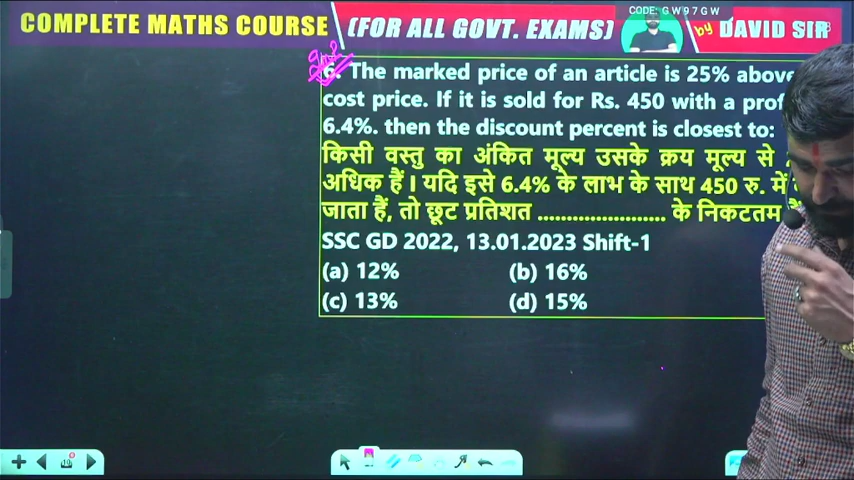 CODE: G W 9 7 G W
COMPLETE MATHS COURSE (FOR ALL GOVT. EXAMS) by DAVID SIR
6. The marked price of an article is 25% above
cost price. If it is sold for Rs. 450 with a
6.4%. then the discount percent is closest to:
किसी वस्तु का अंकित मूल्य उसके क्रय मूल्य से
अधिक हैं । यदि इसे 6.4% के लाभ के साथ 450 रु. में
जाता हैं, तो छूट प्रतिशत ...................... के निकटतम
SSC GD 2022, 13.01.2023 Shift-1
(a) 12% (b) 16%
(c) 13% (d) 15%